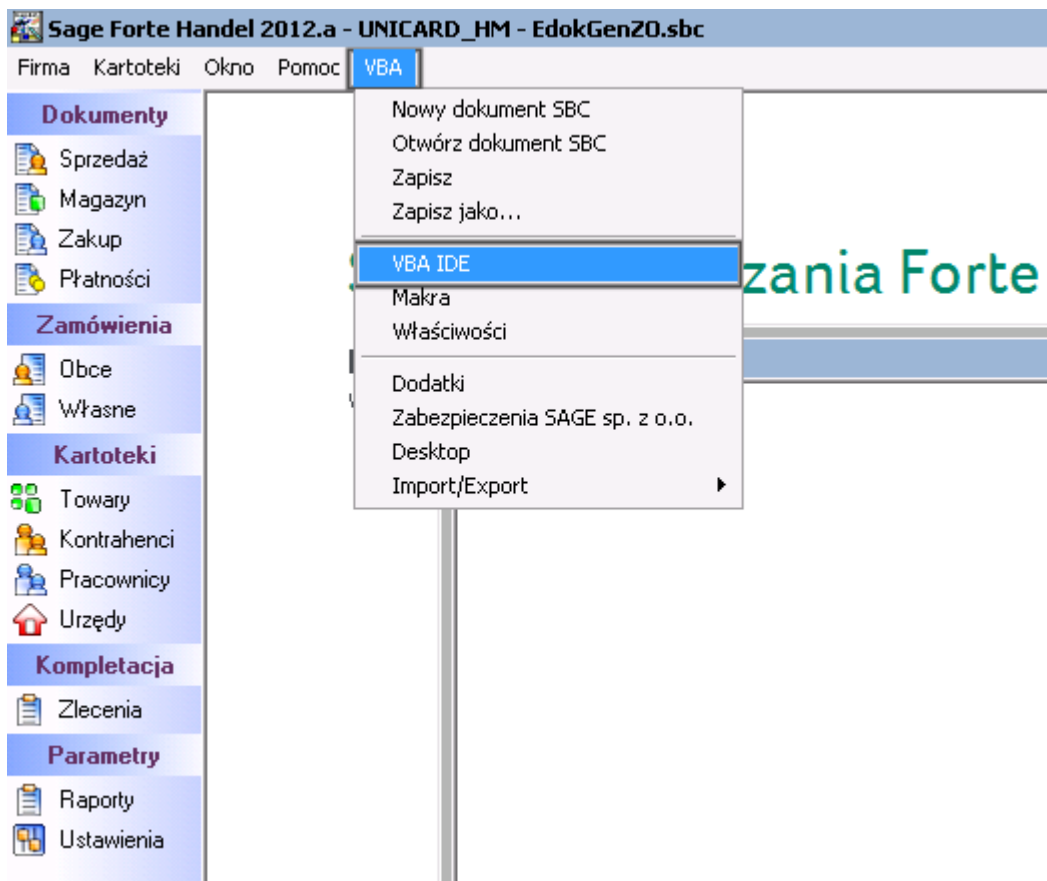 Sage Forte Handel 2012.a - UNICARD_HM - EdokGenZO.sbc
Firma Kartoteki Okno Pomoc VBA
Dokumenty
Sprzedaż
Magazyn
Zakup
Płatności
Zamówienia
Obce
Własne
Kartoteki
Towary
Kontrahenci
Pracownicy
Urzędy
Kompletacja
Zlecenia
Parametry
Raporty
Ustawienia
Nowy dokument SBC
Otwórz dokument SBC
Zapisz
Zapisz jako...
VBA IDE
Makra
Właściwości
Dodatki
Zabezpieczenia SAGE sp. z o.o.
Desktop
Import/Export
zania Forte